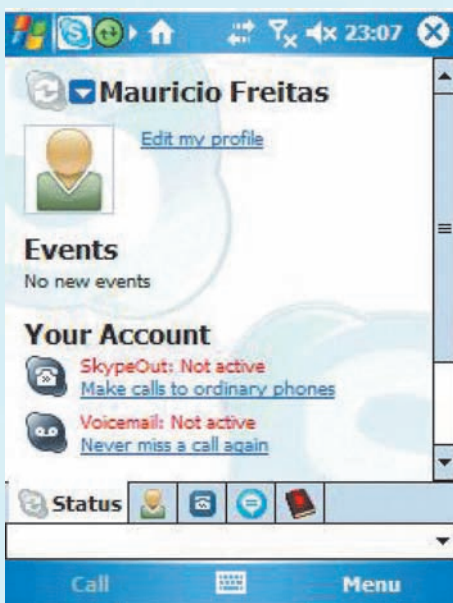 23:07
Mauricio Freitas
Edit my profile
Events
No new events
Your Account
SkypeOut: Not active
Make calls to ordinary phones
Voicemail: Not active
Never miss a call again
Status
Call
Menu